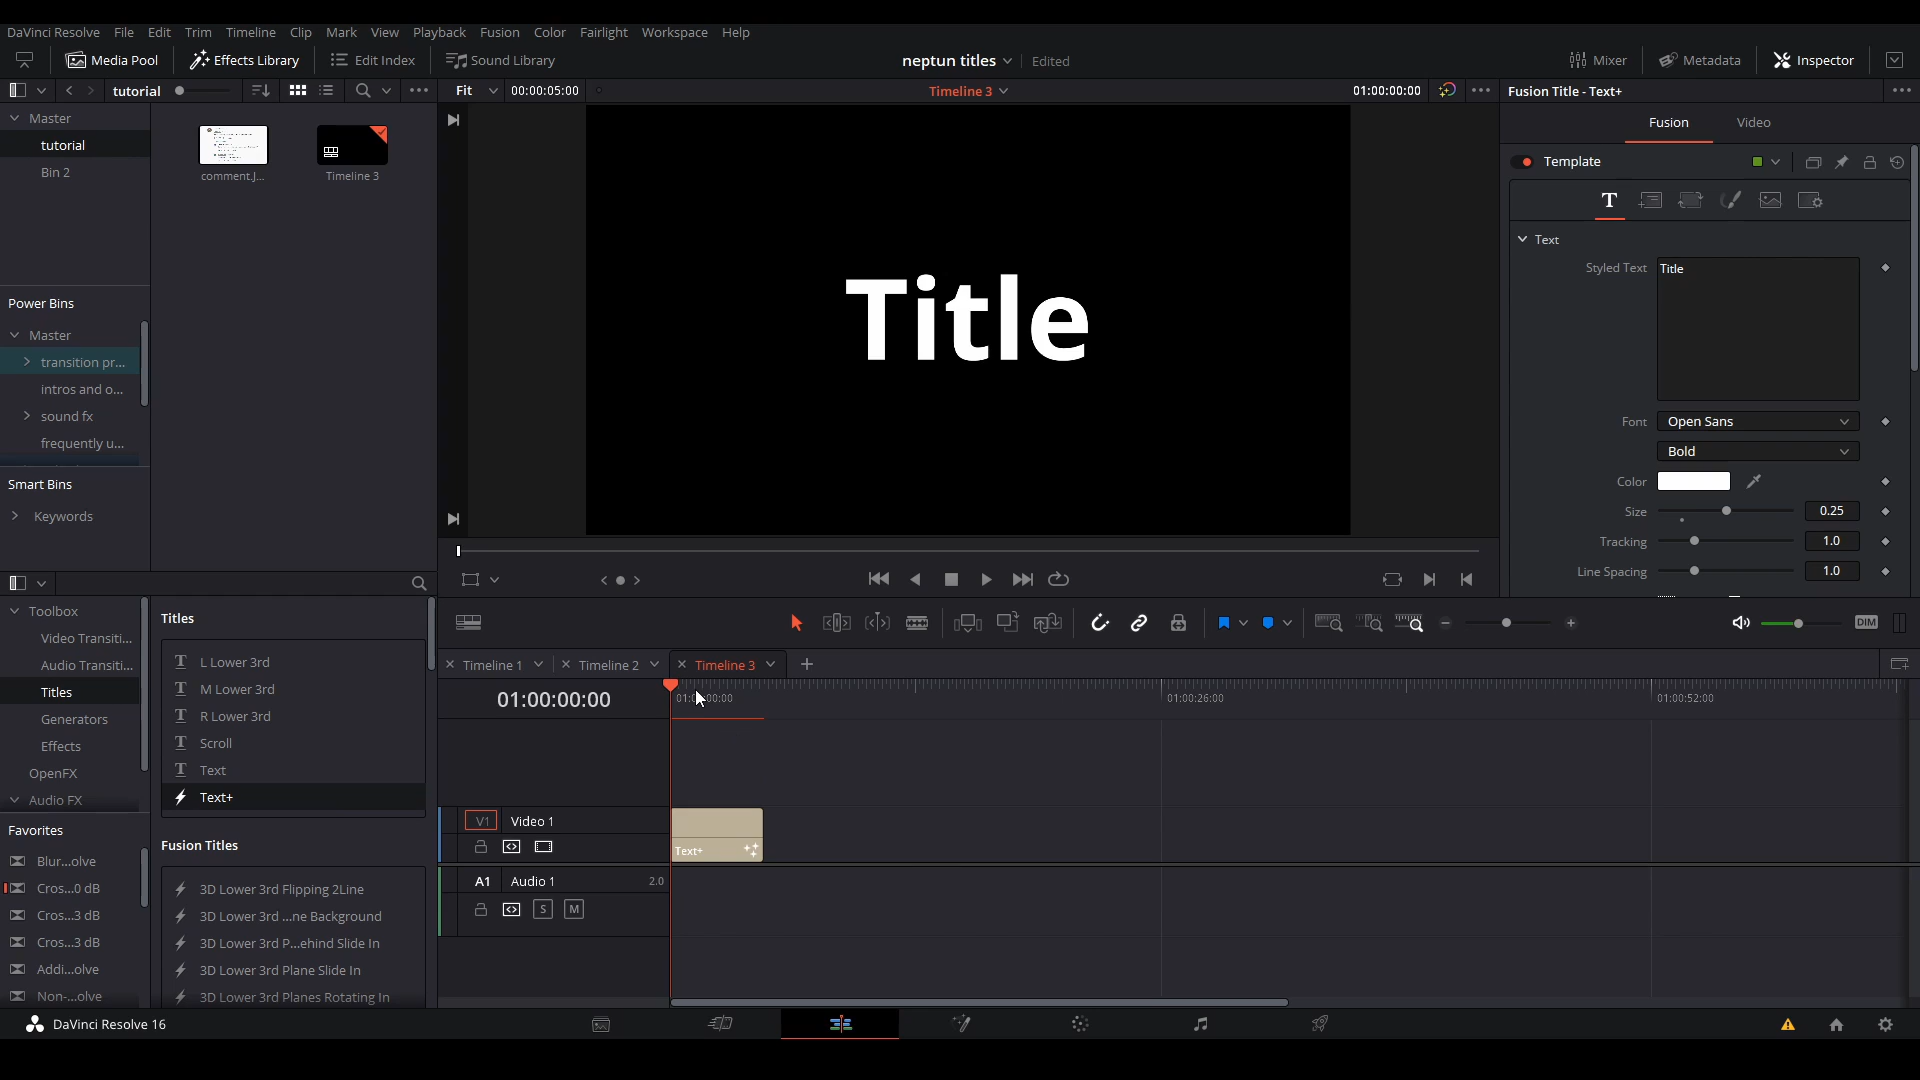 DaVinci Resolve File Edit Trim Timeline Clip Mark View Playback Fusion Color Fairlight Workspace Help
Media Pool Effects Library Edit Index Sound Library neptun titles Edited Mixer Metadata Inspector
tutorial Fit 00:00:05:00 Timeline 3 01:00:00:00 Fusion Title - Text+
Master
tutorial
Bin 2
comment.J...
Timeline 3
Power Bins
Master
transition pr...
intros and o...
sound fx
frequently u...
Smart Bins
Keywords
Title
Fusion Video
Template
T
Text
Styled Text Title
Font Open Sans
Bold
Color
Size 0.25
Tracking 1.0
Line Spacing 1.0
Toolbox
Video Transiti...
Audio Transiti...
Titles
Generators
Effects
OpenFX
Audio FX
Favorites
Blur...olve
Cros...0 dB
Cros...3 dB
Cros...3 dB
Addi...olve
Non-...olve
Titles
T L Lower 3rd
T M Lower 3rd
T R Lower 3rd
T Scroll
T Text
Text+
Fusion Titles
3D Lower 3rd Flipping 2Line
3D Lower 3rd ...ne Background
3D Lower 3rd P...ehind Slide In
3D Lower 3rd Plane Slide In
3D Lower 3rd Planes Rotating In
DIM
Timeline 1 Timeline 2 Timeline 3
01:00:00:00 01:00:26:00 01:00:52:00
V1 Video 1
Text+
A1 Audio 1 2.0
S M
DaVinci Resolve 16